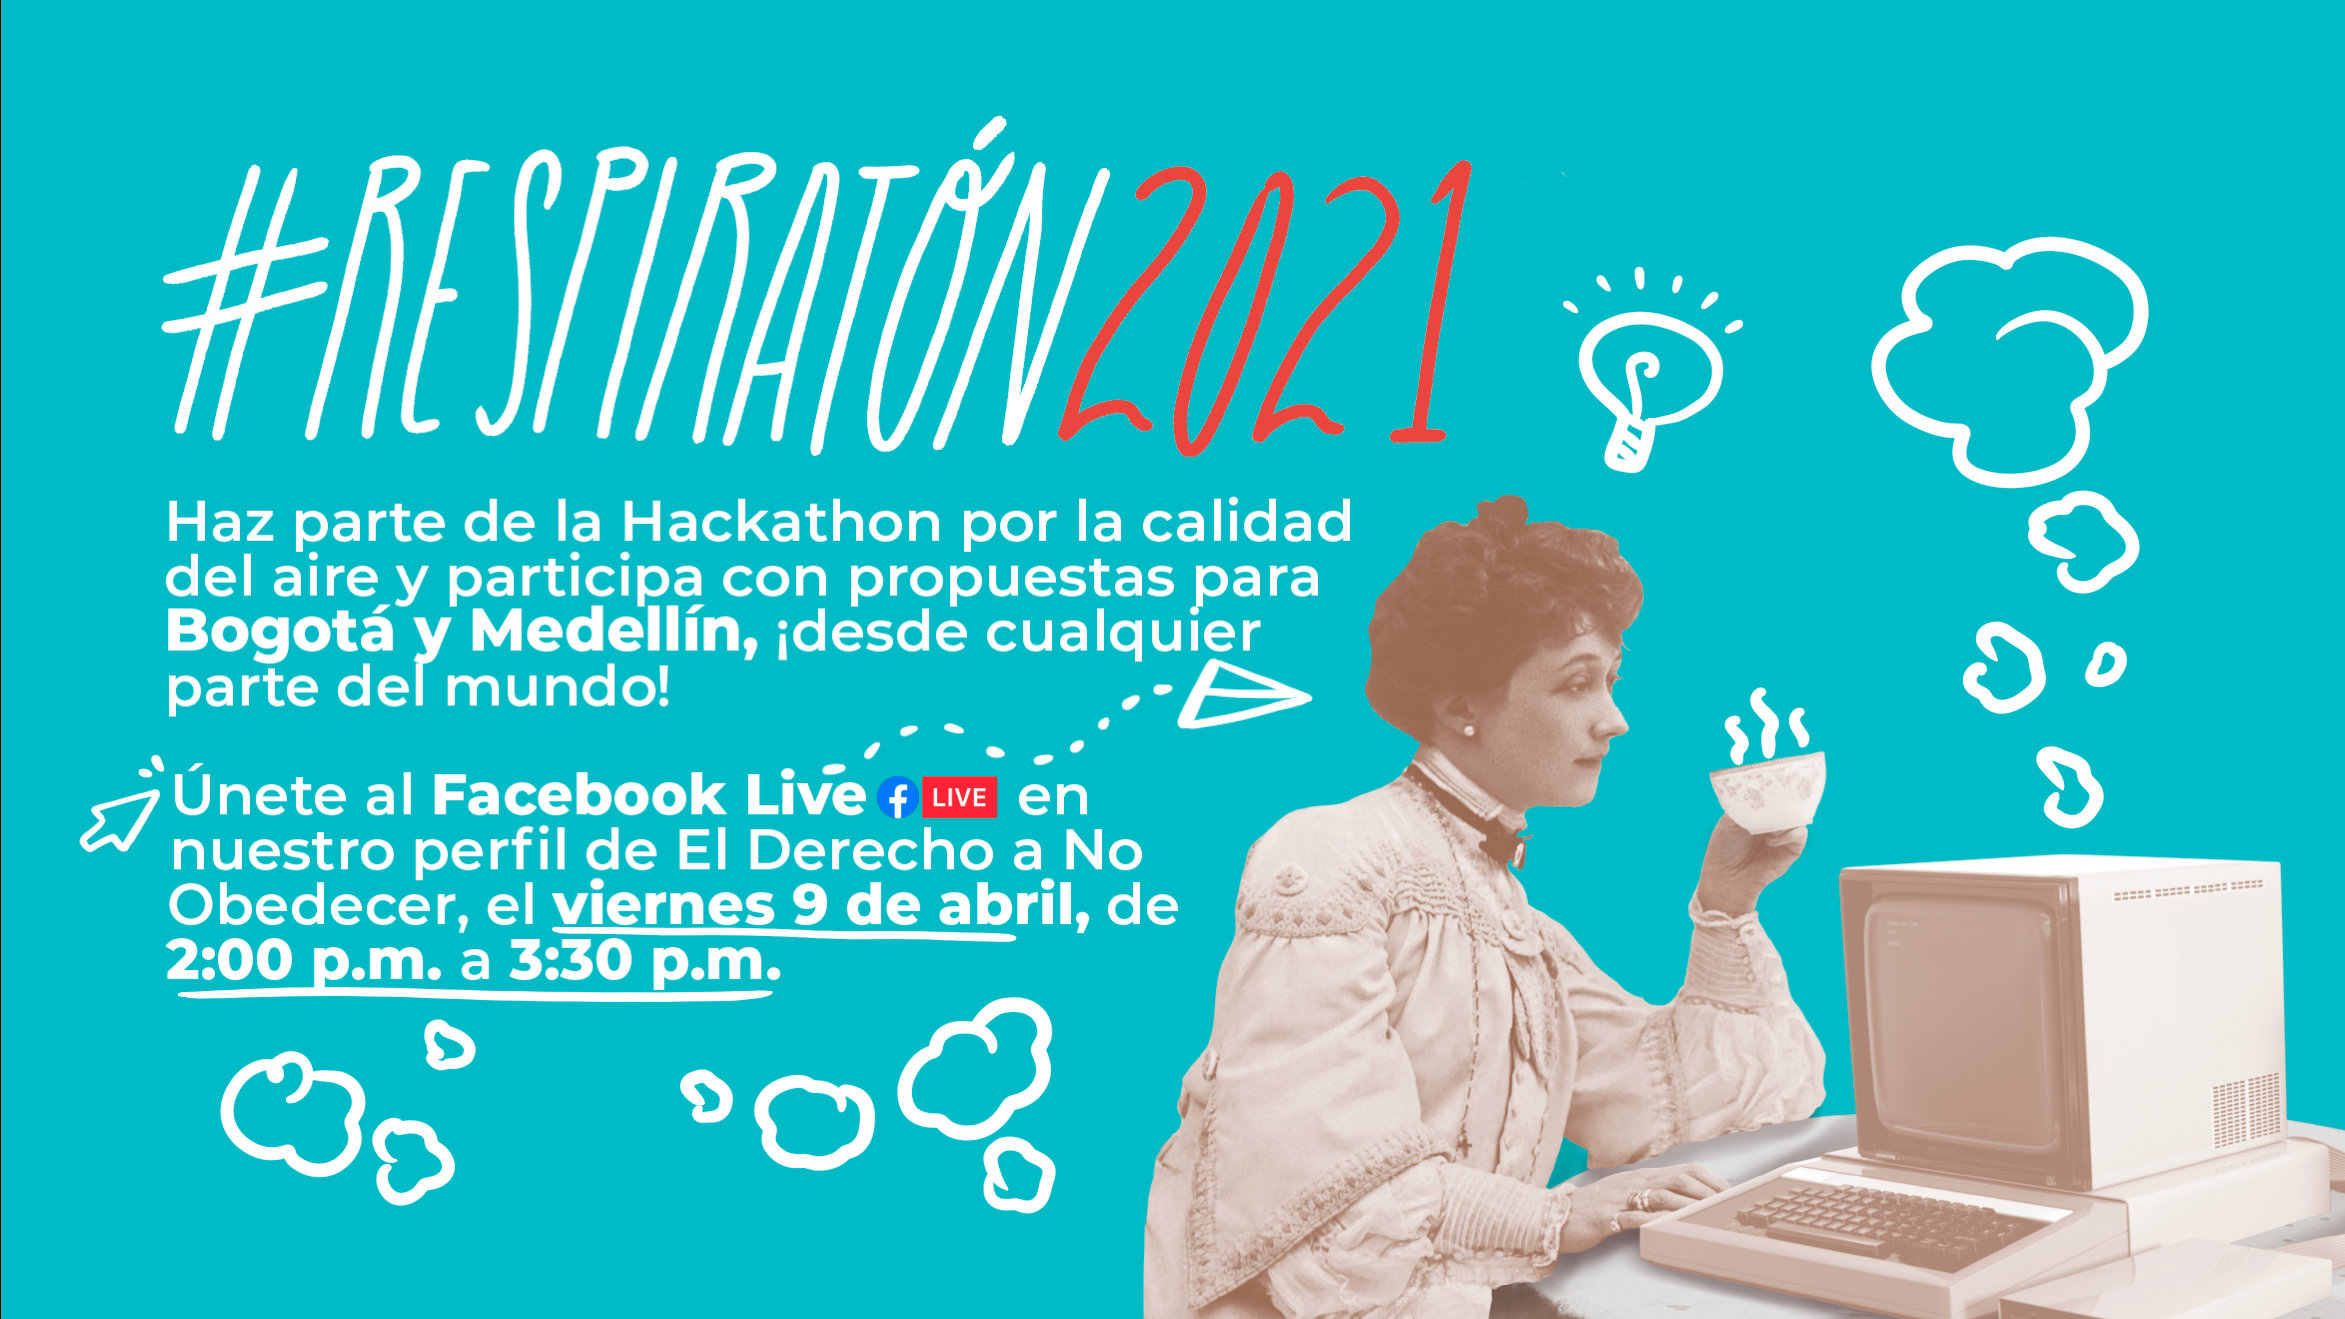 #RESPIRATÓN2021
Haz parte de la Hackathon por la calidad
del aire y participa con propuestas para
Bogotá y Medellín, ¡desde cualquier
parte del mundo!
Únete al Facebook Live f LIVE en
nuestro perfil de El Derecho a No
Obedecer, el viernes 9 de abril, de
2:00 p.m. a 3:30 p.m.